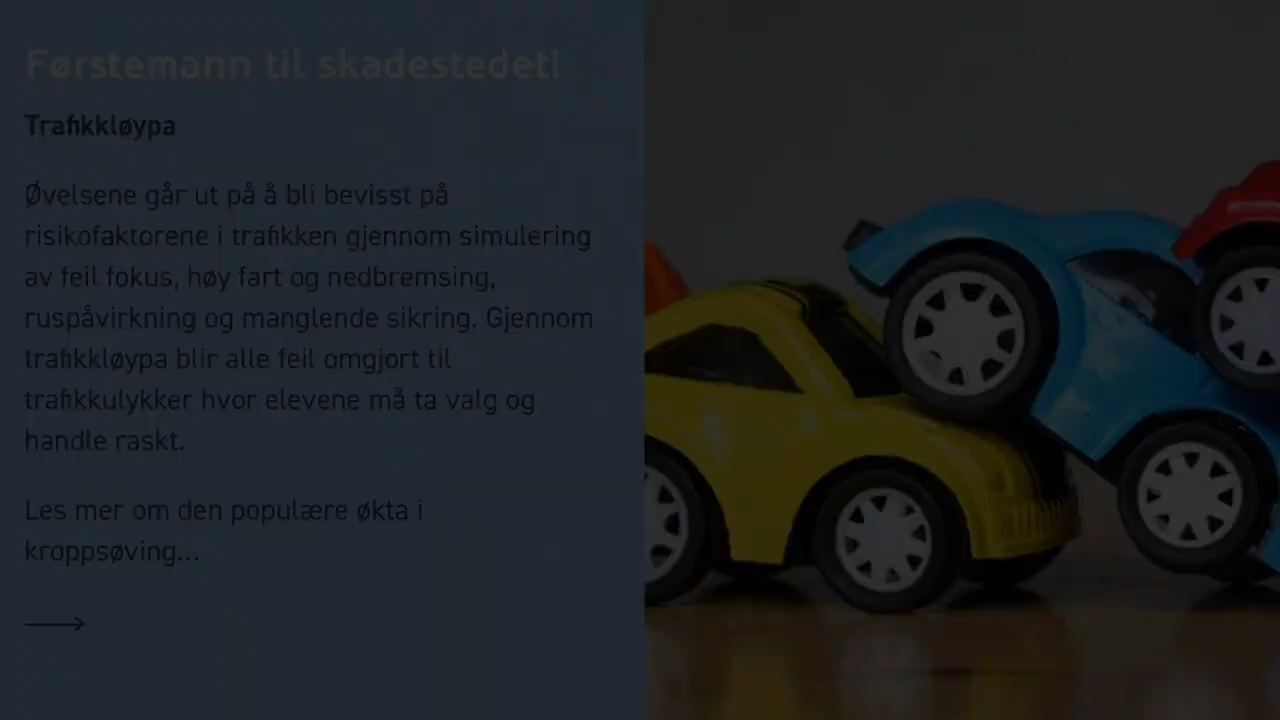 Førstemann til skadestedet!
Trafikkløypa
Øvelsene går ut på å bli bevisst på
risikofaktorene i trafikken gjennom simulering
av feil fokus, høy fart og nedbremsing,
ruspåvirkning og manglende sikring. Gjennom
trafikkløypa blir alle feil omgjort til
trafikkulykker hvor elevene må ta valg og
handle raskt.
Les mer om den populære økta i
kroppsøving...